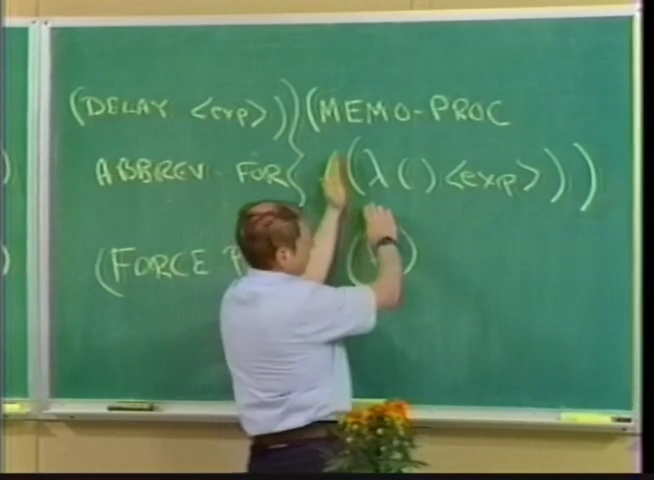 (DELAY <exp>) (MEMO-PROC
ABBREV. FOR (λ () <exp>))
(FORCE